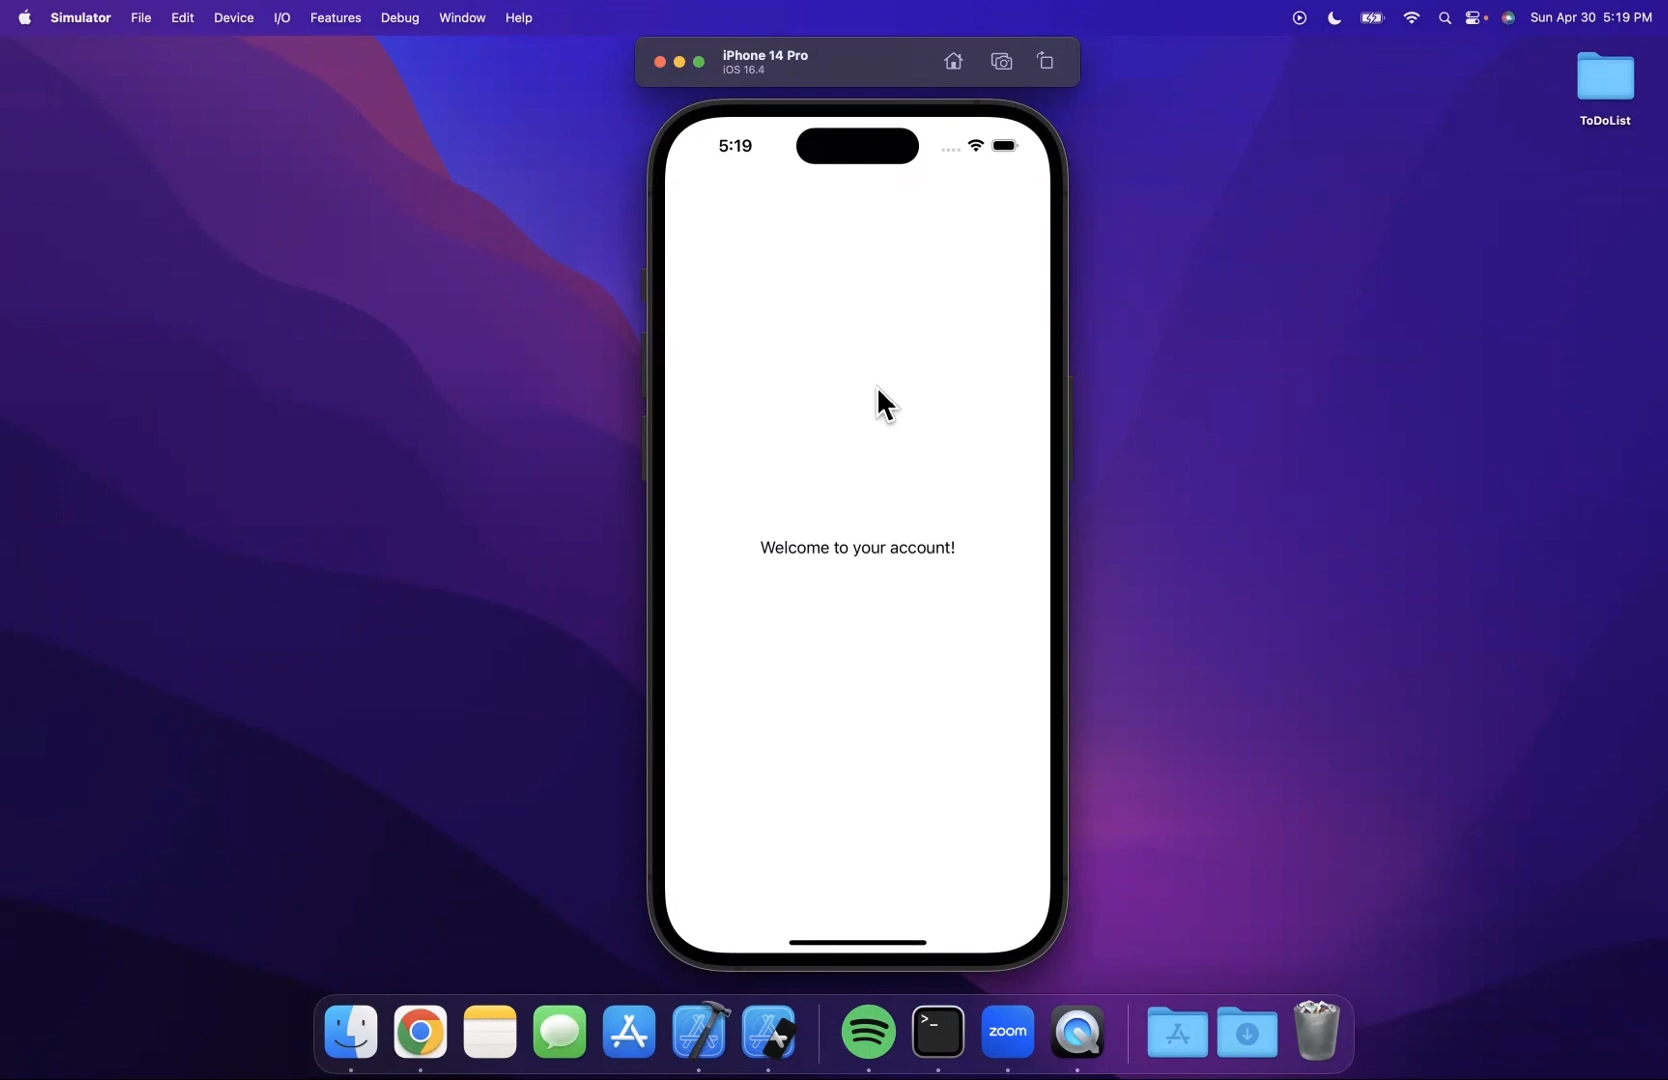 Simulator File Edit Device I/O Features Debug Window Help Sun Apr 30 5:19 PM
iPhone 14 Pro
iOS 16.4
ToDoList
5:19
Welcome to your account!
>_
zoom